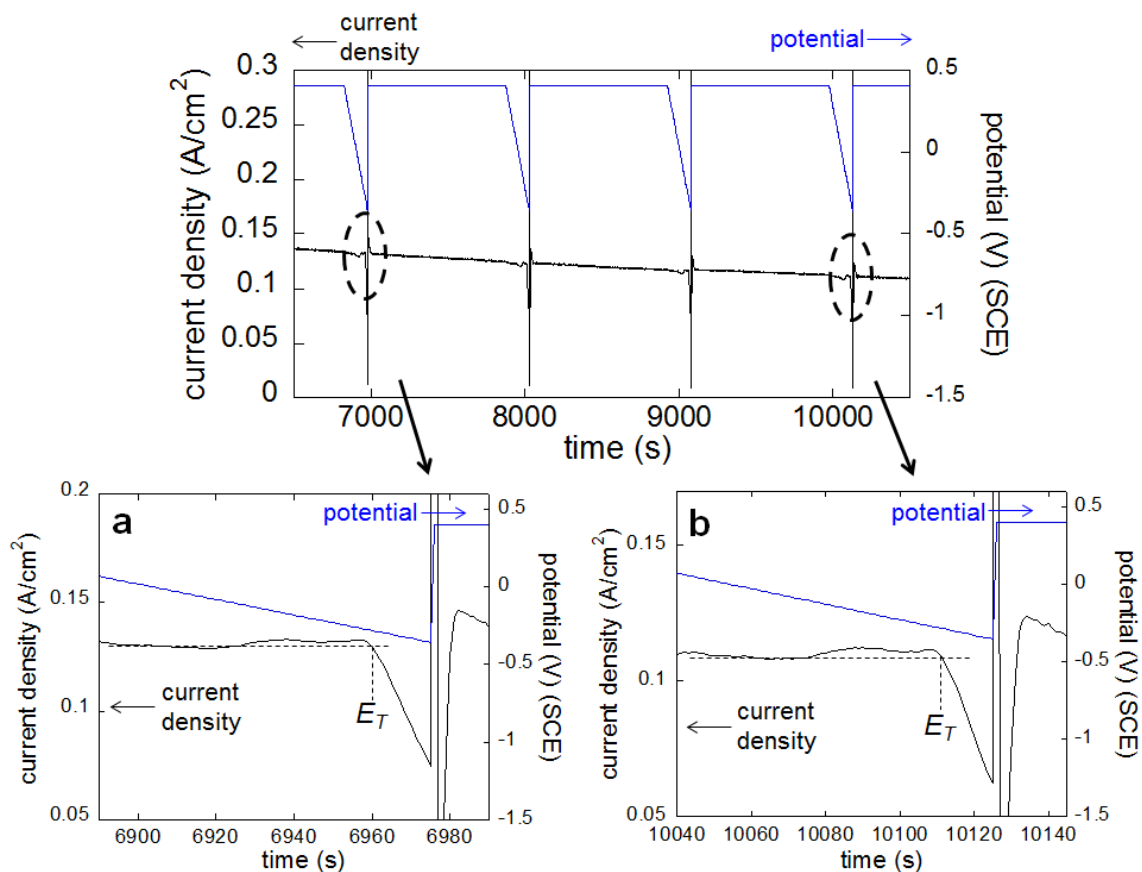 current
density
potential
0.3
0.25
0.2
0.15
0.1
0.05
0
current density (A/cm²)
0.5
0
-0.5
-1
-1.5
potential (V) (SCE)
7000
8000
9000
10000
time (s)
a
potential
0.2
0.15
0.1
0.05
current density (A/cm²)
0.5
0
-0.5
-1
-1.5
potential (V) (SCE)
E_T
current
density
6900
6920
6940
6960
6980
time (s)
b
potential
0.15
0.1
0.05
current density (A/cm²)
0.5
0
-0.5
-1
-1.5
potential (V) (SCE)
E_T
current
density
10040
10060
10080
10100
10120
10145
time (s)